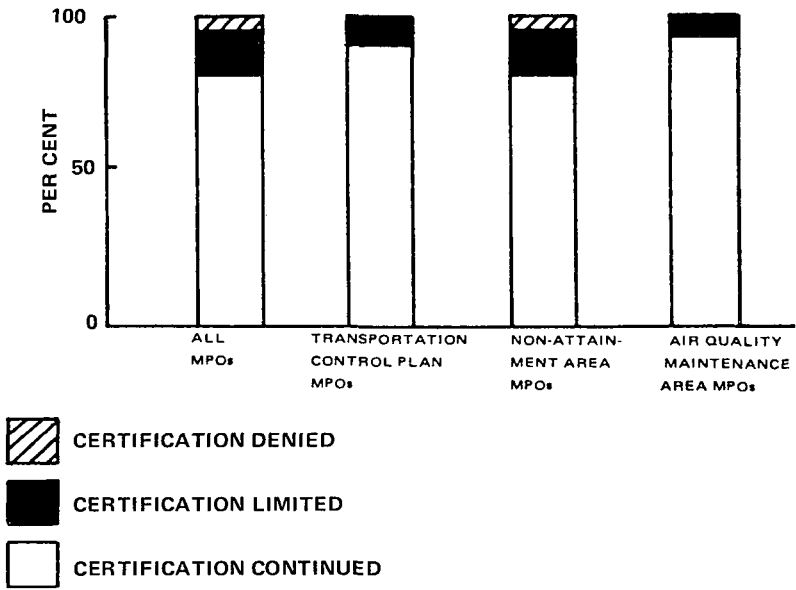 100
50
0
PER CENT
ALL
MPOs
TRANSPORTATION
CONTROL PLAN
MPOs
NON-ATTAIN-
MENT AREA
MPOs
AIR QUALITY
MAINTENANCE
AREA MPOs
CERTIFICATION DENIED
CERTIFICATION LIMITED
CERTIFICATION CONTINUED